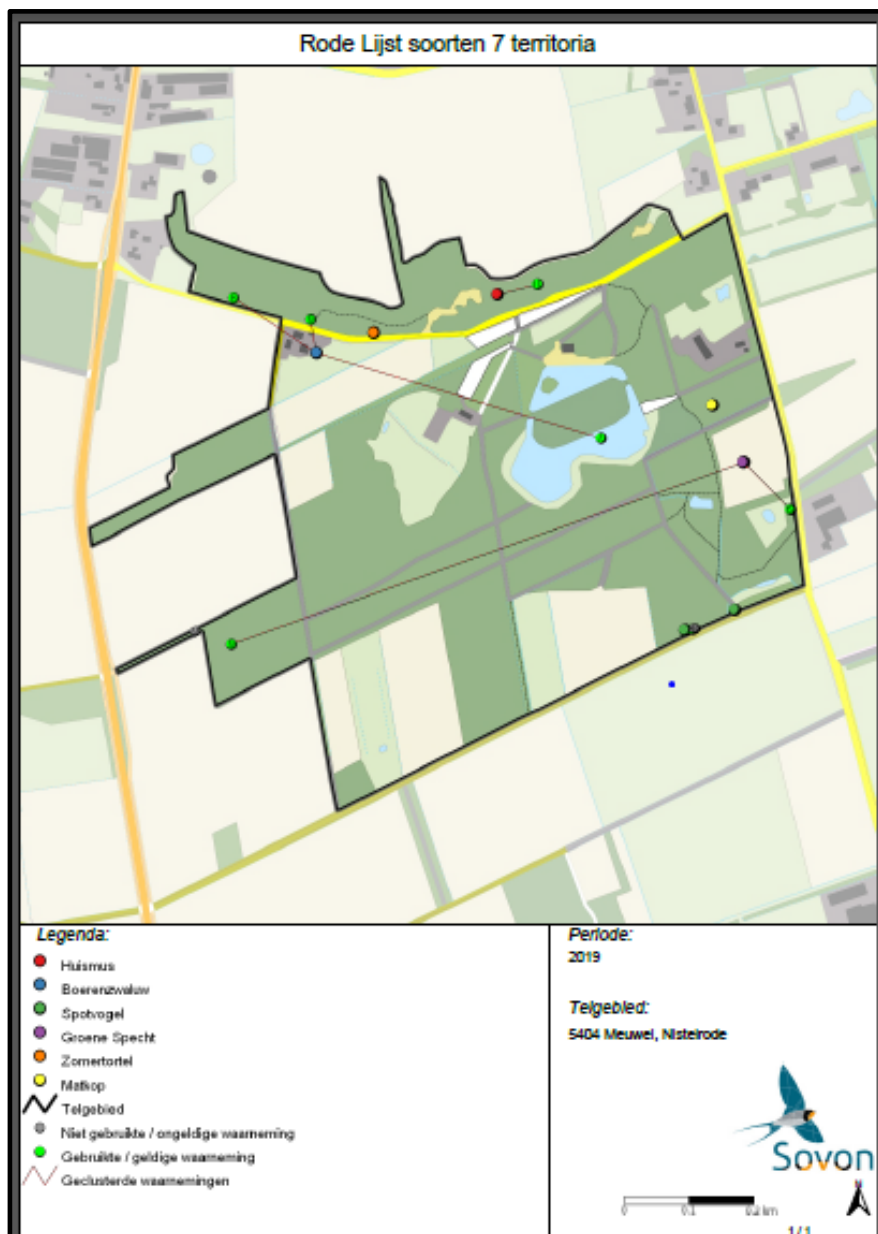 Rode Lijst soorten 7 territoria
Legenda:
Huismus
Boerenzwaluw
Spotvogel
Groene Specht
Zomertortel
Matkop
Telgebied
Niet gebruikte / ongeldige waarneming
Gebruikte / geldige waarneming
Geclusterde waarnemingen
Periode:
2019
Telgebied:
5404 Meuwel, Nistelrode
Sovon
0 0.1 0.2 km
1/1